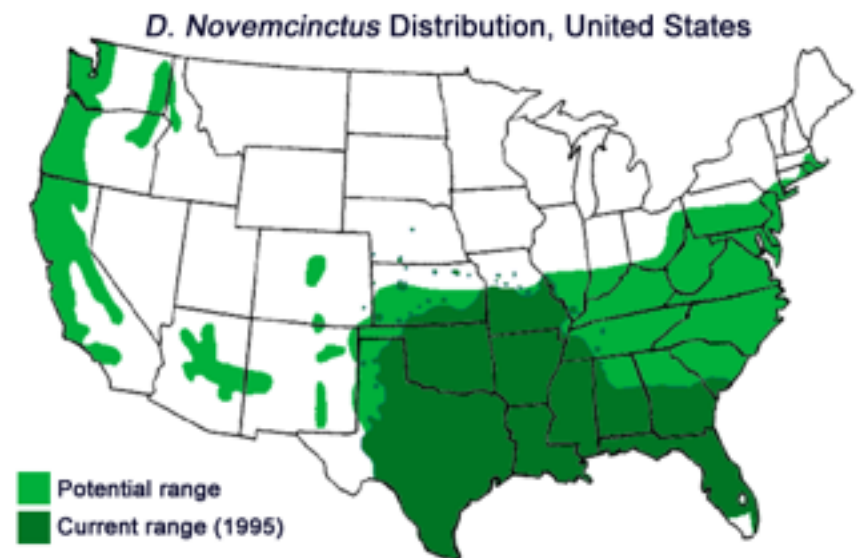 D. Novemcinctus Distribution, United States
Potential range
Current range (1995)